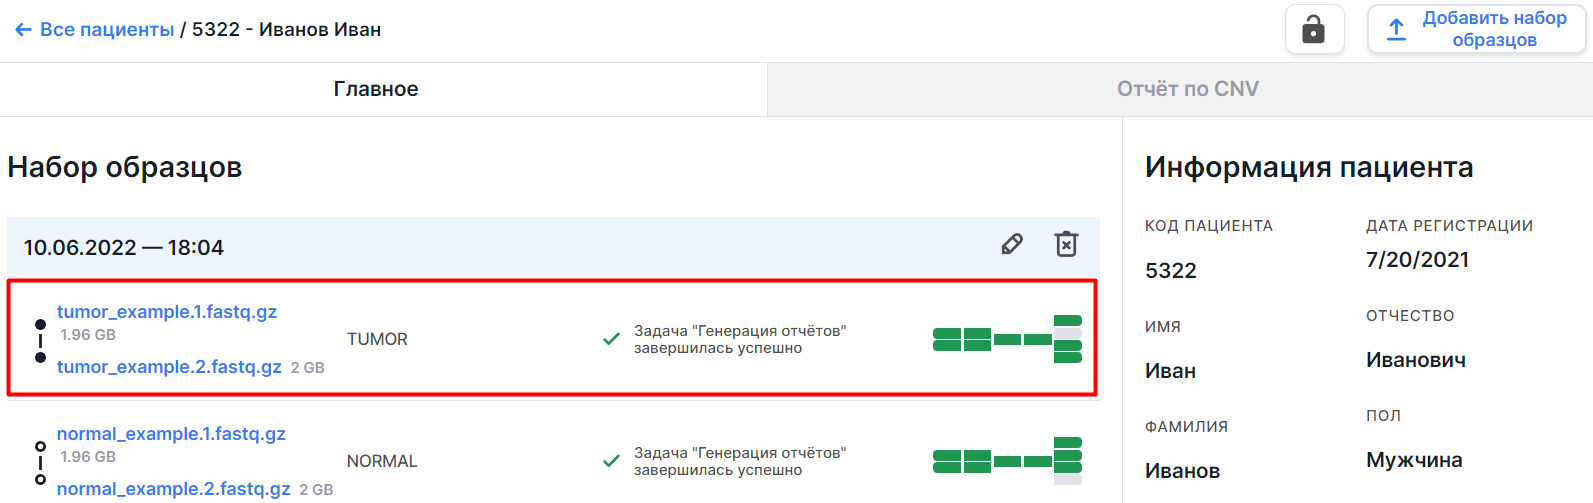 ← Все пациенты / 5322 - Иванов Иван
Добавить набор
образцов
Главное
Отчёт по CNV
Набор образцов
10.06.2022 — 18:04
tumor_example.1.fastq.gz
1.96 GB
tumor_example.2.fastq.gz 2 GB
TUMOR
Задача "Генерация отчётов"
завершилась успешно
normal_example.1.fastq.gz
1.96 GB
normal_example.2.fastq.gz 2 GB
NORMAL
Задача "Генерация отчётов"
завершилась успешно
Информация пациента
КОД ПАЦИЕНТА
5322
ДАТА РЕГИСТРАЦИИ
7/20/2021
ИМЯ
Иван
ОТЧЕСТВО
Иванович
ФАМИЛИЯ
Иванов
ПОЛ
Мужчина